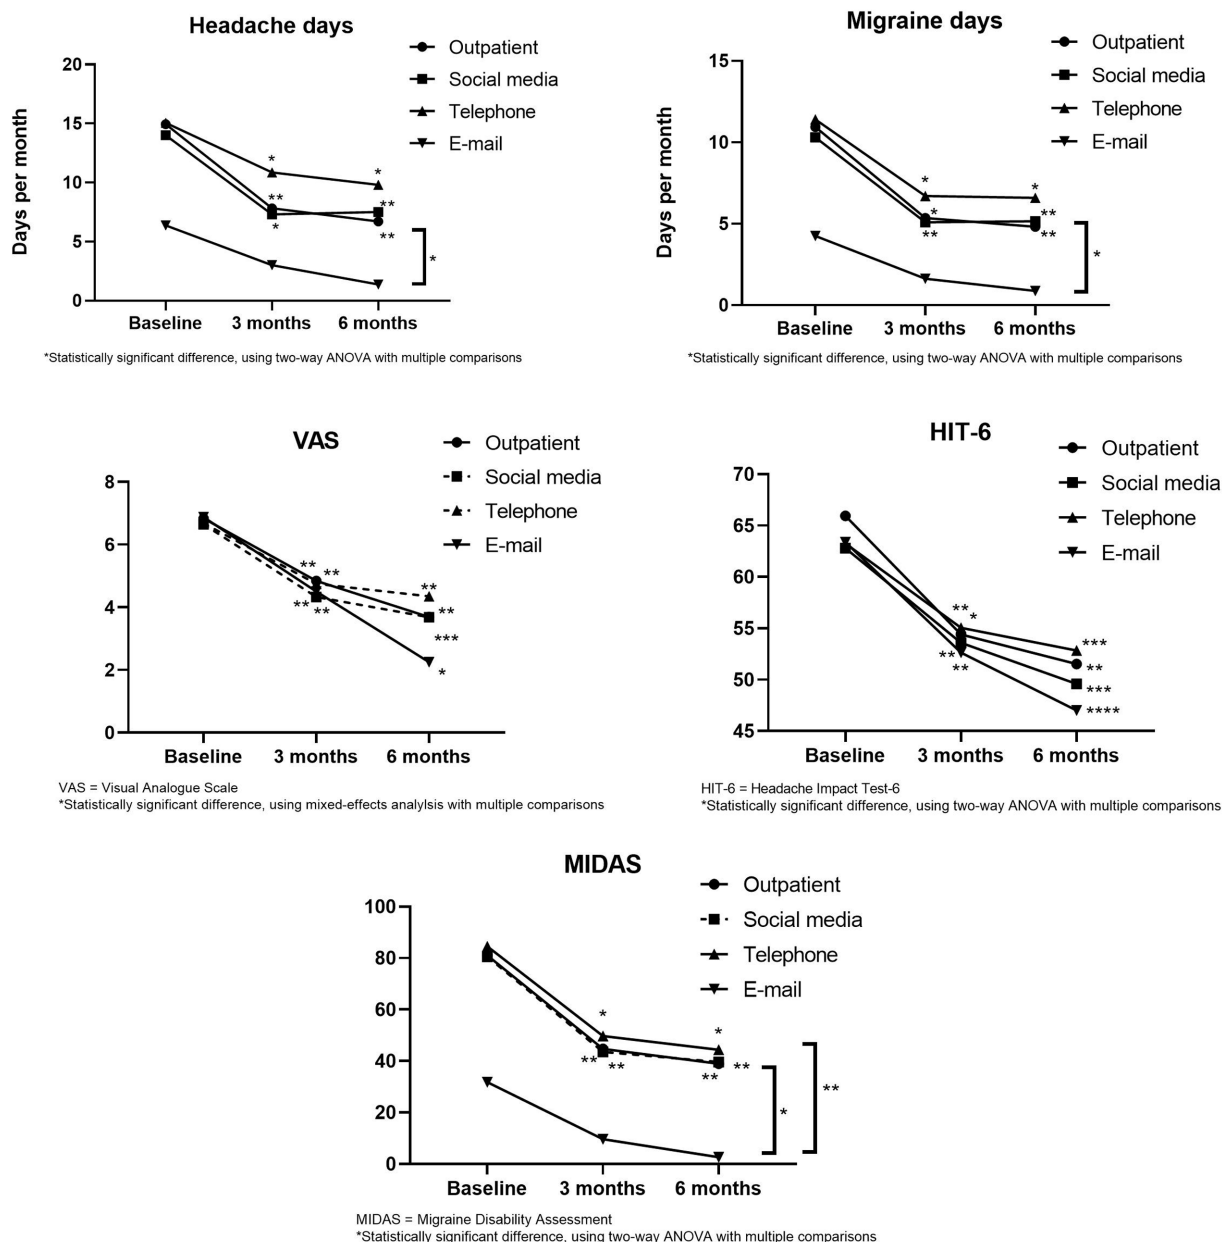 Headache days
Outpatient
Social media
Telephone
E-mail
Days per month
20
15
10
5
0
*
*
**
*
**
**
*
Baseline 3 months 6 months
*Statistically significant difference, using two-way ANOVA with multiple comparisons
Migraine days
Outpatient
Social media
Telephone
E-mail
Days per month
15
10
5
0
*
*
*
**
**
**
*
Baseline 3 months 6 months
*Statistically significant difference, using two-way ANOVA with multiple comparisons
VAS
Outpatient
Social media
Telephone
E-mail
8
6
4
2
0
** **
** **
**
**
***
*
Baseline 3 months 6 months
VAS = Visual Analogue Scale
*Statistically significant difference, using mixed-effects analylsis with multiple comparisons
HIT-6
Outpatient
Social media
Telephone
E-mail
70
65
60
55
50
45
**
*
**
**
***
**
***
****
Baseline 3 months 6 months
HIT-6 = Headache Impact Test-6
*Statistically significant difference, using two-way ANOVA with multiple comparisons
MIDAS
Outpatient
Social media
Telephone
E-mail
100
80
60
40
20
0
*
** **
*
** **
*
**
Baseline 3 months 6 months
MIDAS = Migraine Disability Assessment
*Statistically significant difference, using two-way ANOVA with multiple comparisons